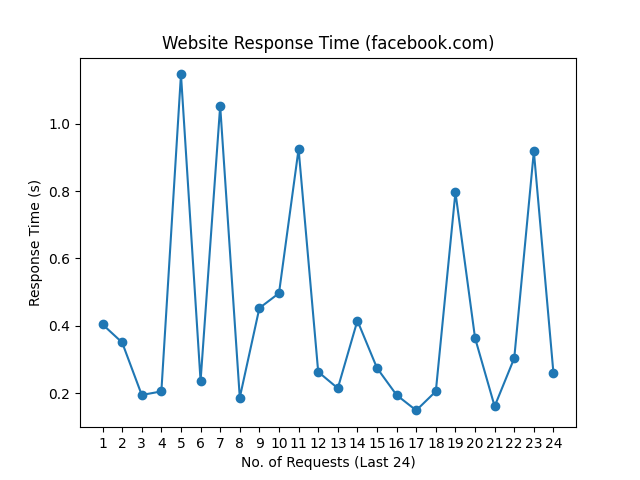 Website Response Time (facebook.com)
1.0
0.8
0.6
0.4
0.2
Response Time (s)
1 2 3 4 5 6 7 8 9 10 11 12 13 14 15 16 17 18 19 20 21 22 23 24
No. of Requests (Last 24)